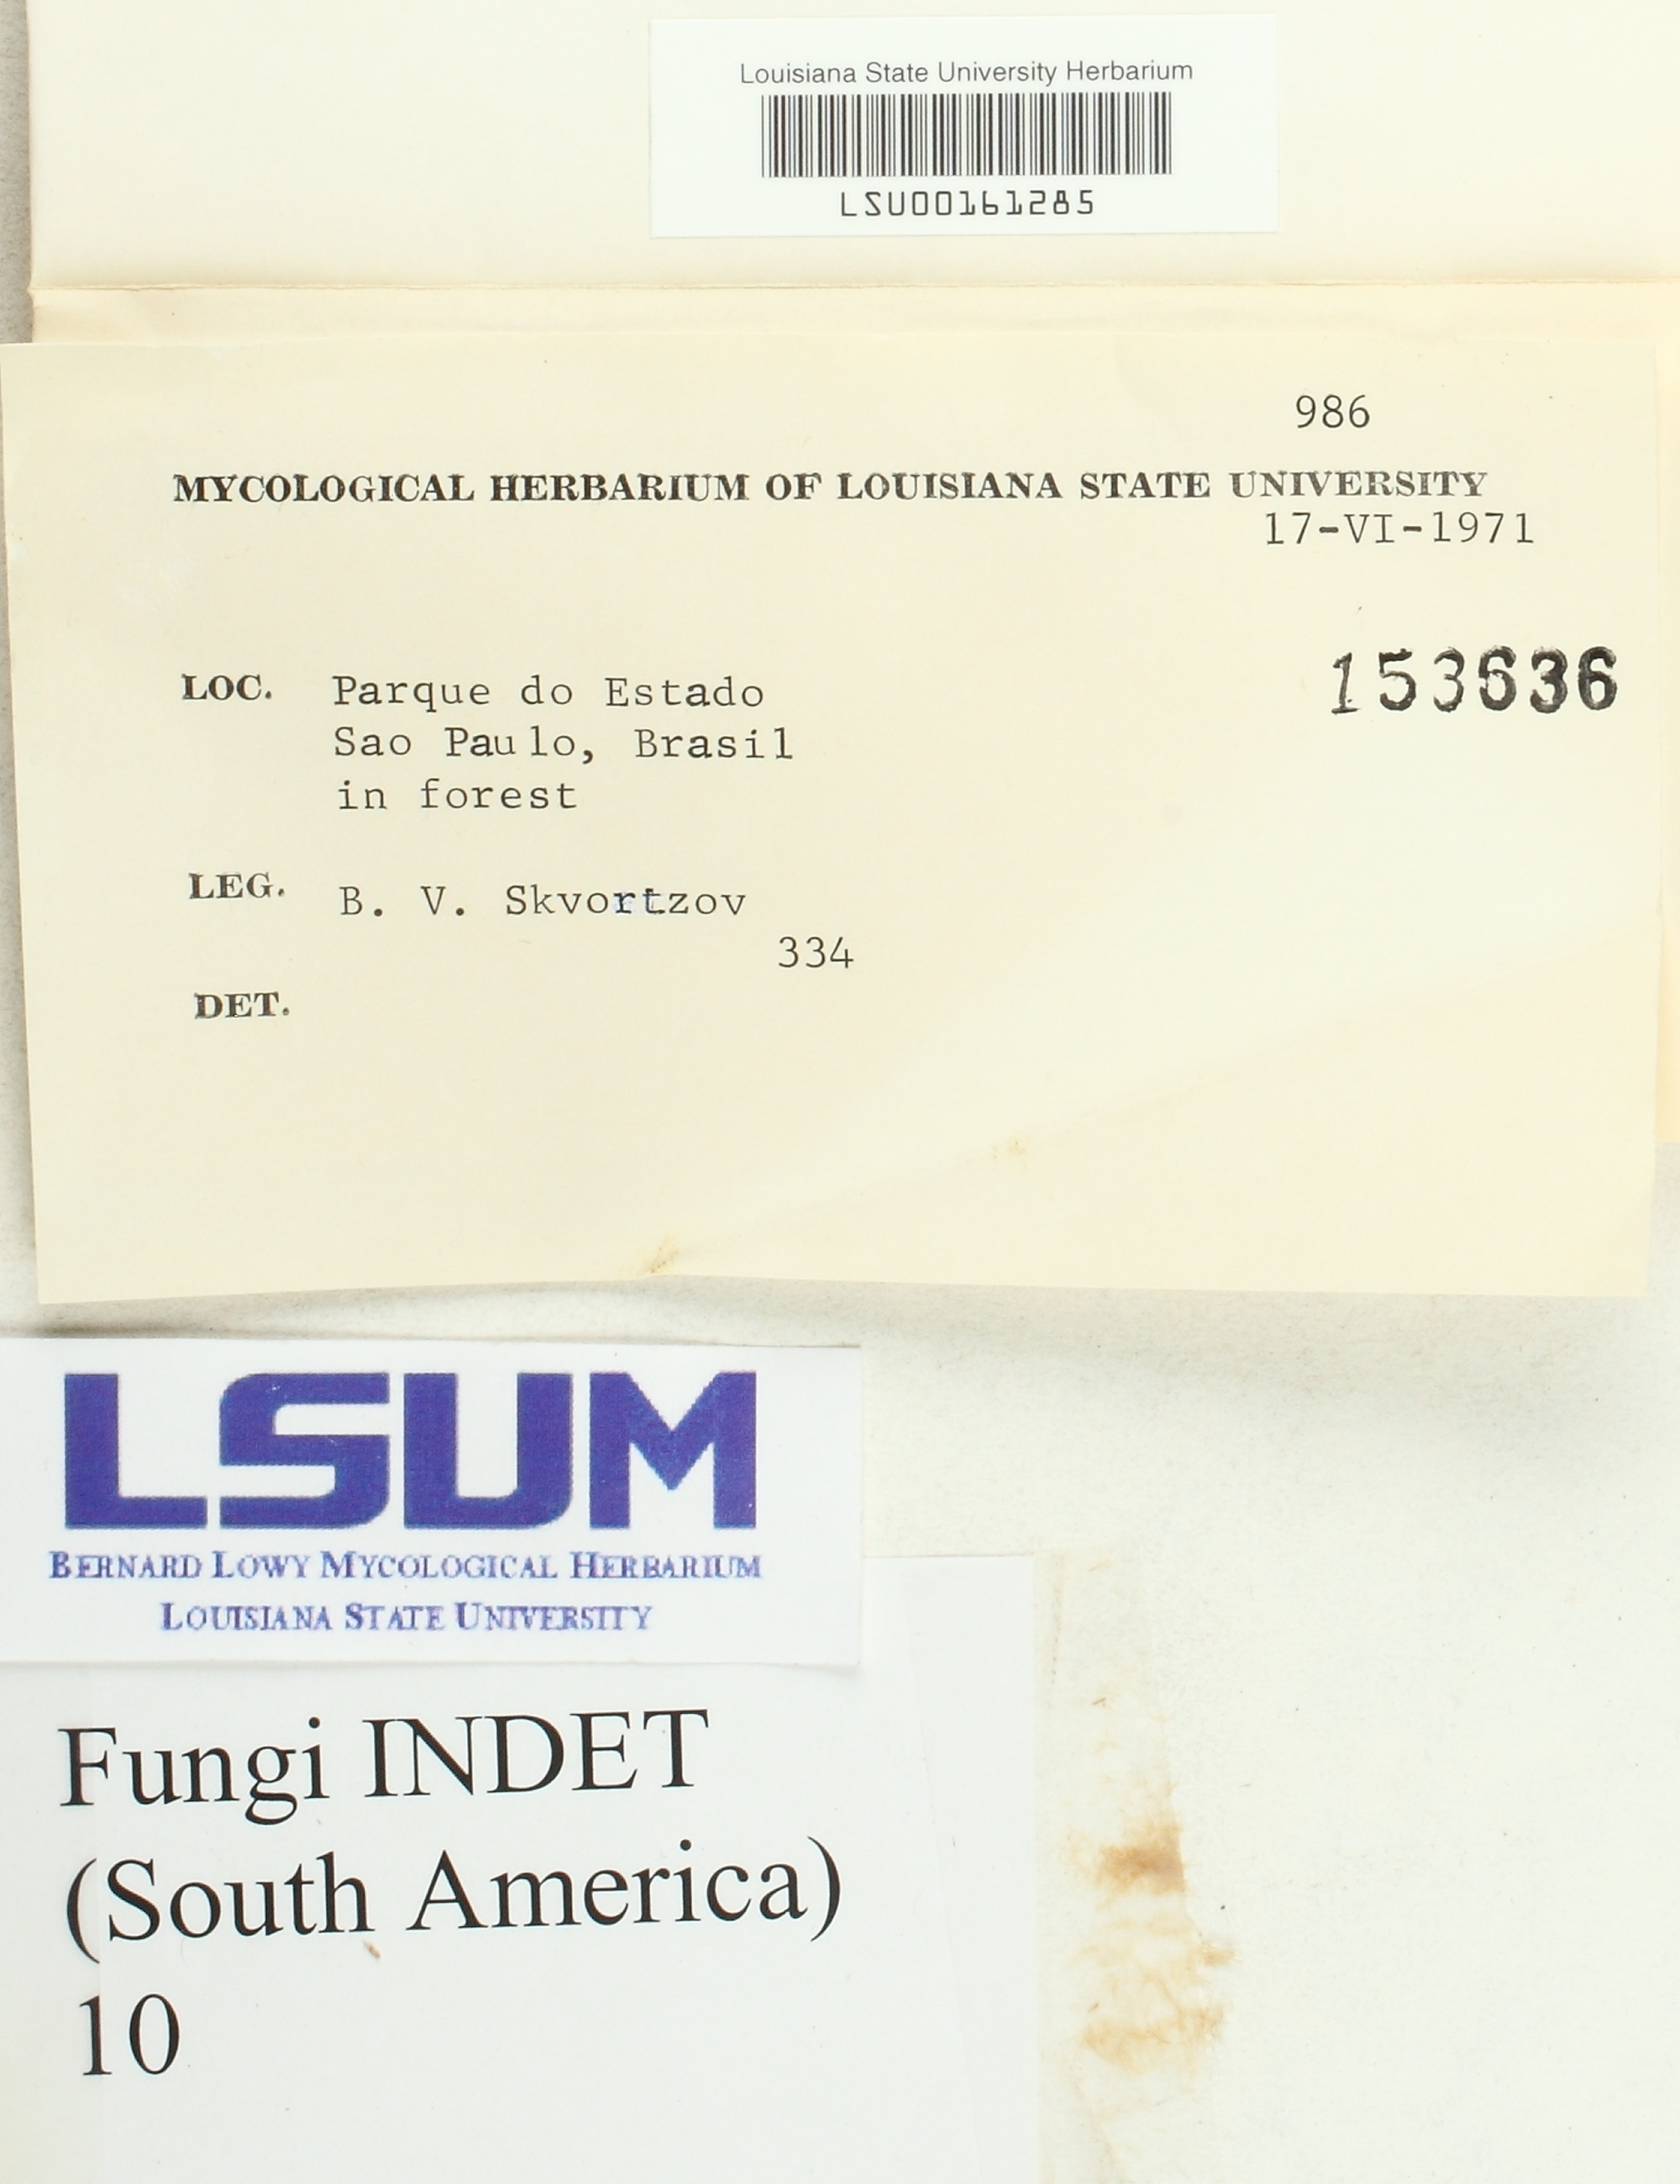 Louisiana State University Herbarium
LSU00161285
986
MYCOLOGICAL HERBARIUM OF LOUISIANA STATE UNIVERSITY
17-VI-1971
153636
LOC. Parque do Estado
Sao Paulo, Brasil
in forest
LEG. B. V. Skvortzov
334
DET.
LSUM
BERNARD LOWY MYCOLOGICAL HERBARIUM
LOUISIANA STATE UNIVERSITY
Fungi INDET
(South America)
10